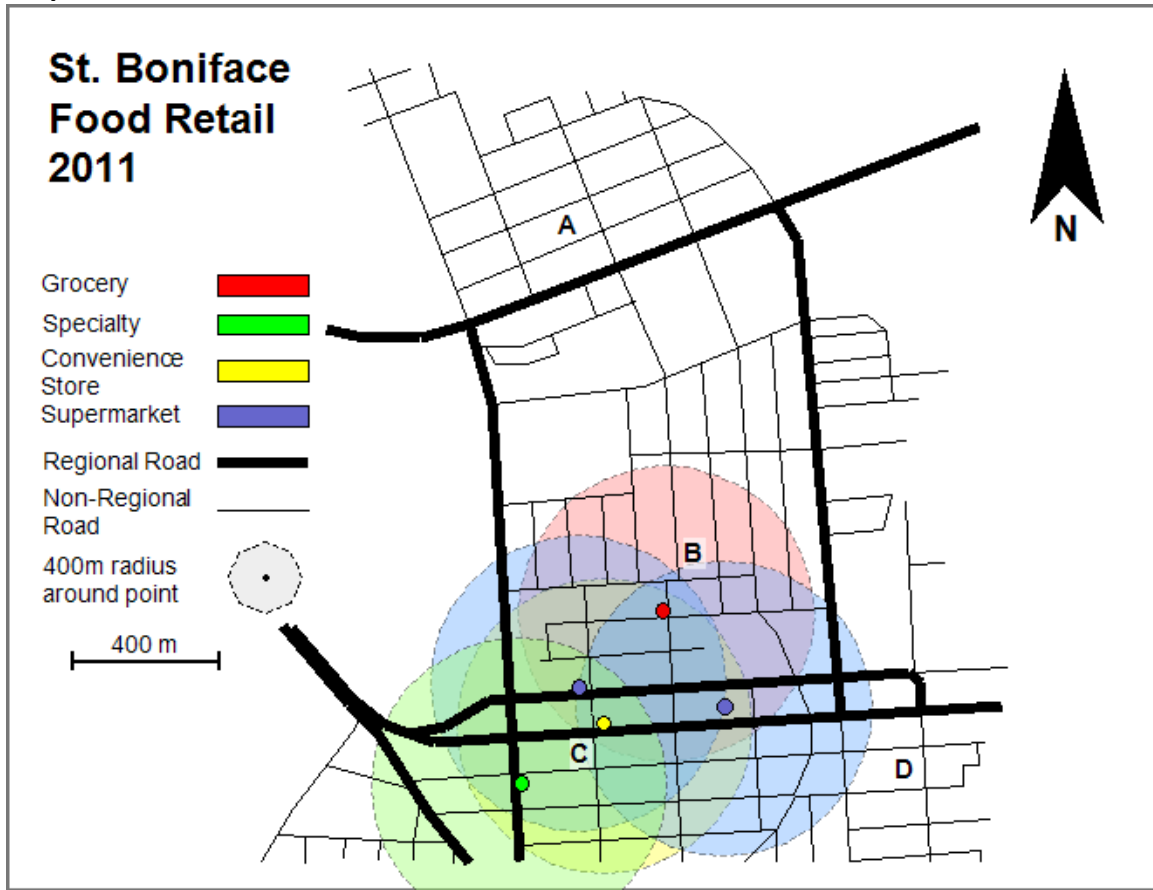 St. Boniface
Food Retail
2011
N
A
Grocery
Specialty
Convenience
Store
Supermarket
Regional Road
Non-Regional
Road
400m radius
around point
400 m
B
C
D